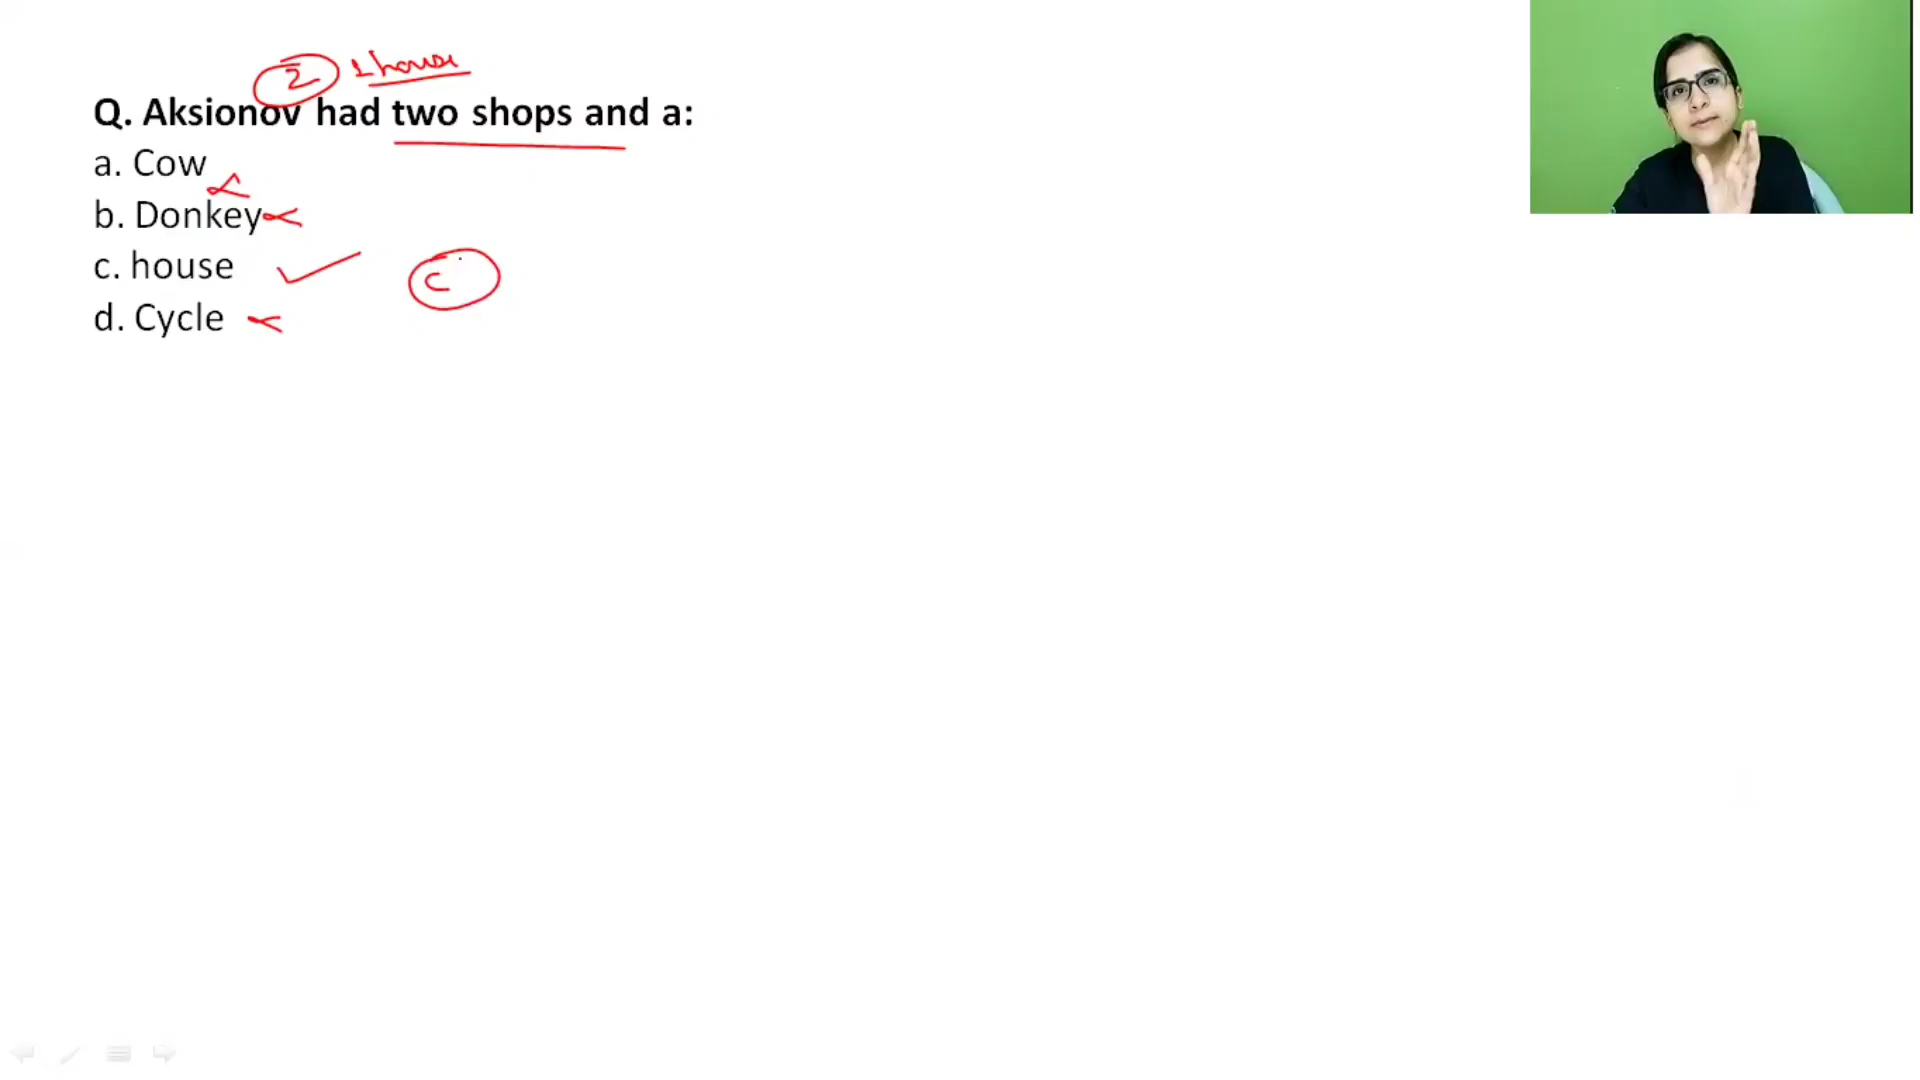 2 1 house
Q. Aksionov had two shops and a:
a. Cow
b. Donkey
c. house
c
d. Cycle